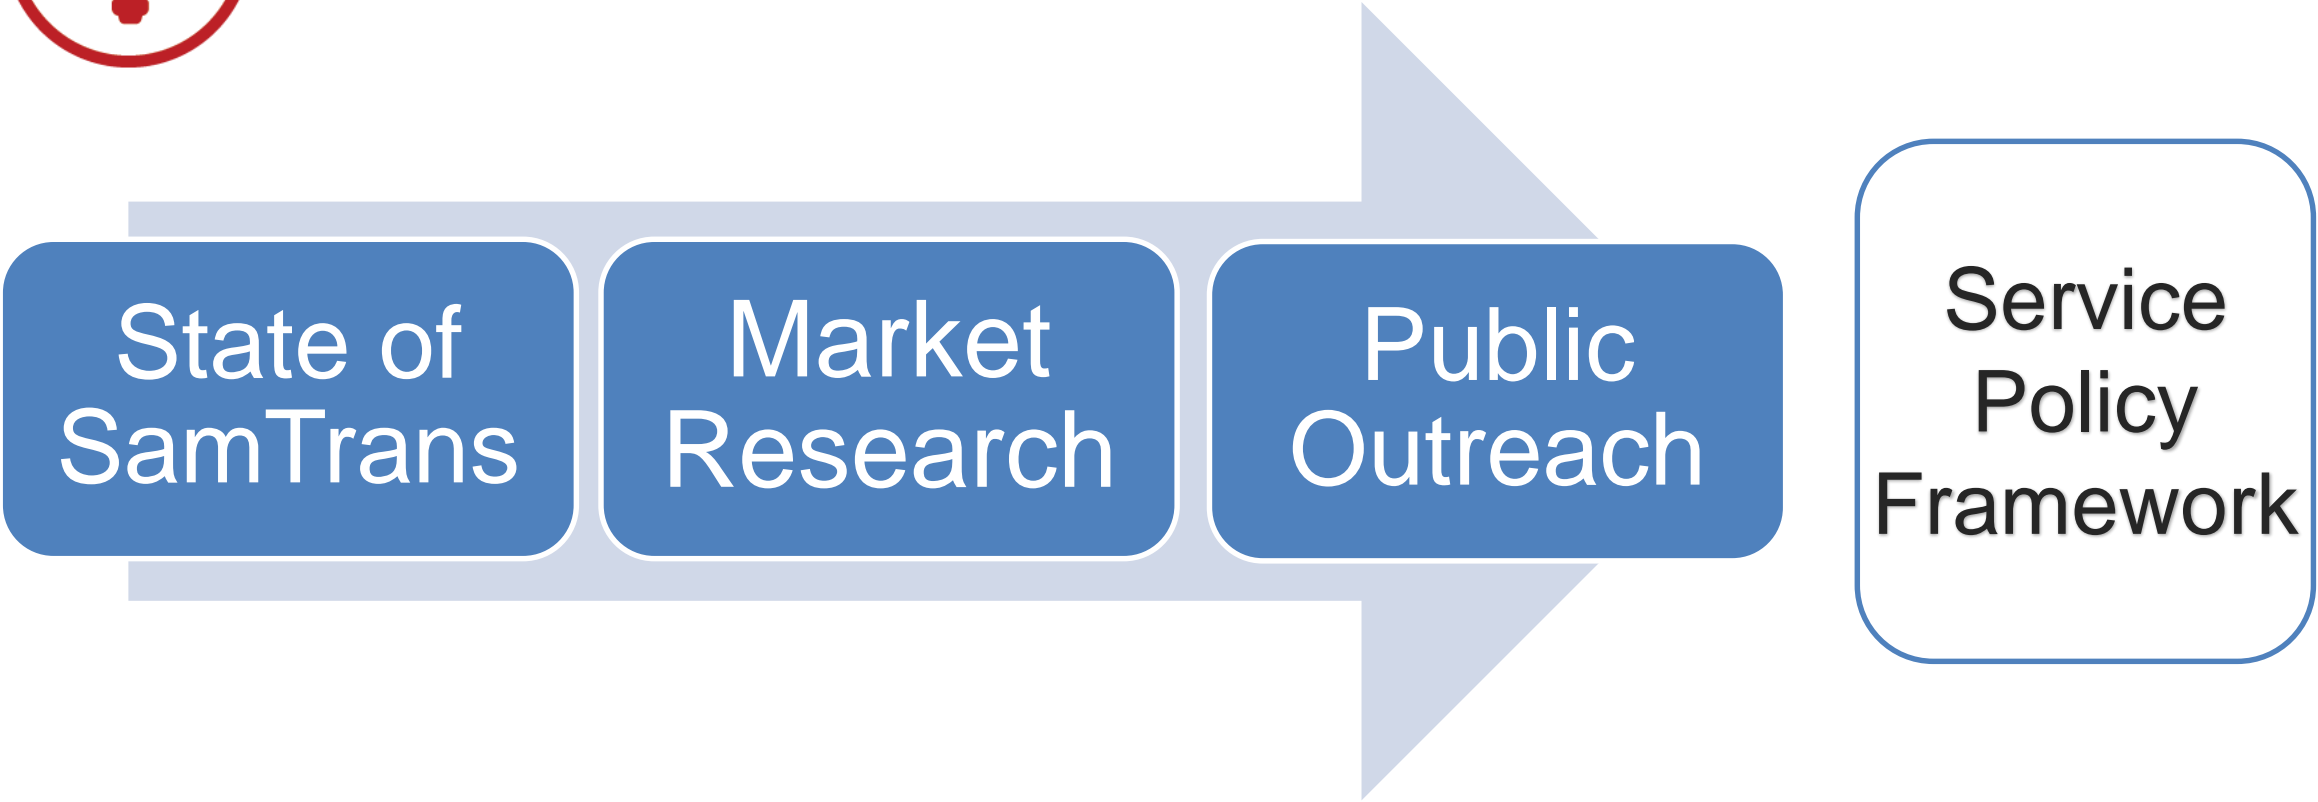 State of
SamTrans
Market
Research
Public
Outreach
Service
Policy
Framework